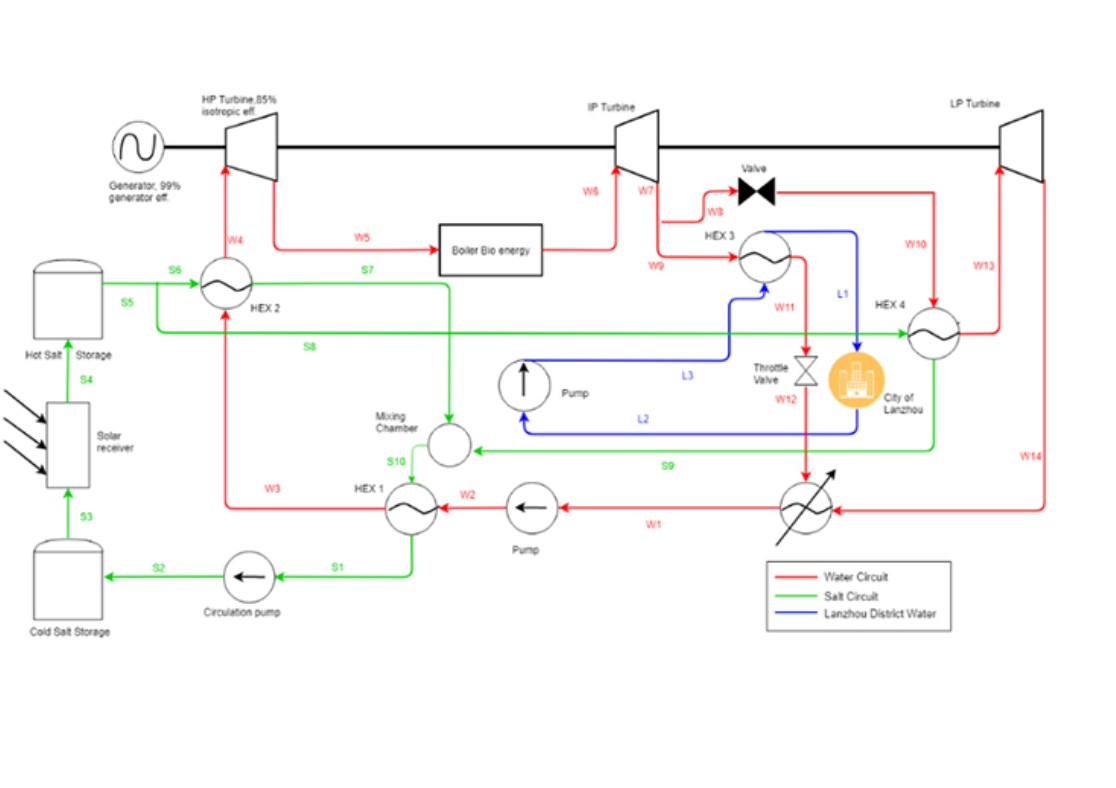 HP Turbine,85%
isotropic eff.
IP Turbine
LP Turbine
Generator, 99%
generator eff.
Valve
W6
W7
W8
W4
W5
Boiler Bio energy
HEX 3
W10
W13
W9
S6
S7
S5
HEX 2
L1
W11
HEX 4
Hot Salt
Storage
S8
S4
L3
Throttle
Valve
Pump
W12
City of
Lanzhou
Mixing
Chamber
L2
Solar
receiver
S10
S9
W14
W3
HEX 1
W2
S3
W1
Pump
S2
S1
Circulation pump
Cold Salt Storage
Water Circuit
Salt Circuit
Lanzhou District Water